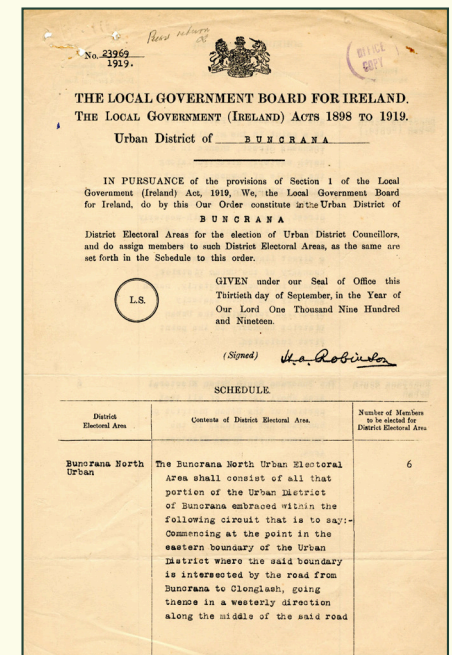 Read return
No. 23969
1919.
OFFICE
COPY
THE LOCAL GOVERNMENT BOARD FOR IRELAND.
THE LOCAL GOVERNMENT (IRELAND) ACTS 1898 TO 1919.
Urban District of BUNCRANA
IN PURSUANCE of the provisions of Section 1 of the Local
Government (Ireland) Act, 1919, We, the Local Government Board
for Ireland, do by this Our Order constitute in the Urban District of
BUNCRANA
District Electoral Areas for the election of Urban District Councillors,
and do assign members to such District Electoral Areas, as the same are
set forth in the Schedule to this order.
L.S.
GIVEN under our Seal of Office this
Thirtieth day of September, in the Year of
Our Lord One Thousand Nine Hundred
and Nineteen.
(Signed) H.A. Robinson
SCHEDULE.
District
Electoral Area
Contents of District Electoral Area.
Number of Members
to be elected for
District Electoral Area
Buncrana North
Urban
The Buncrana North Urban Electoral
Area shall consist of all that
portion of the Urban District
of Buncrana embraced within the
following circuit that is to say:-
Commencing at the point in the
eastern boundary of the Urban
District where the said boundary
is intersected by the road from
Buncrana to Clonglash, going
thence in a westerly direction
along the middle of the said road
6